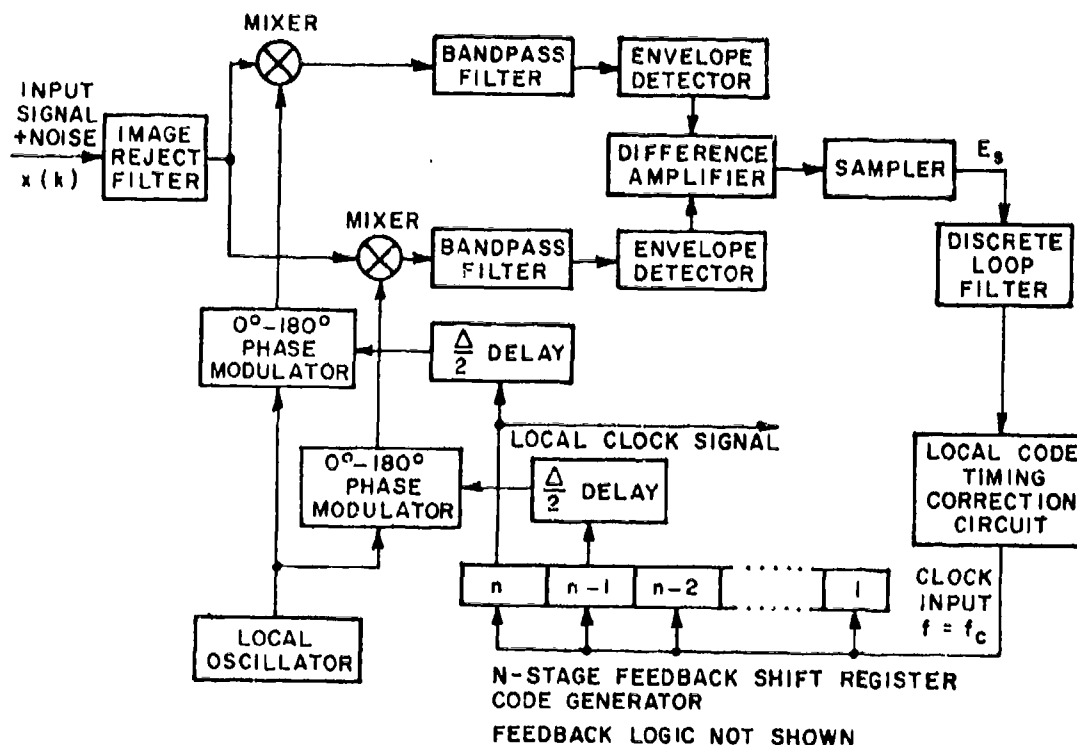 MIXER
INPUT
SIGNAL
+NOISE
x(k)
IMAGE
REJECT
FILTER
BANDPASS
FILTER
ENVELOPE
DETECTOR
DIFFERENCE
AMPLIFIER
SAMPLER
E_s
MIXER
BANDPASS
FILTER
ENVELOPE
DETECTOR
DISCRETE
LOOP
FILTER
0°-180°
PHASE
MODULATOR
Δ/2 DELAY
LOCAL CLOCK SIGNAL
0°-180°
PHASE
MODULATOR
Δ/2 DELAY
LOCAL CODE
TIMING
CORRECTION
CIRCUIT
n
n-1
n-2
1
CLOCK
INPUT
f = f_c
LOCAL
OSCILLATOR
N-STAGE FEEDBACK SHIFT REGISTER
CODE GENERATOR
FEEDBACK LOGIC NOT SHOWN